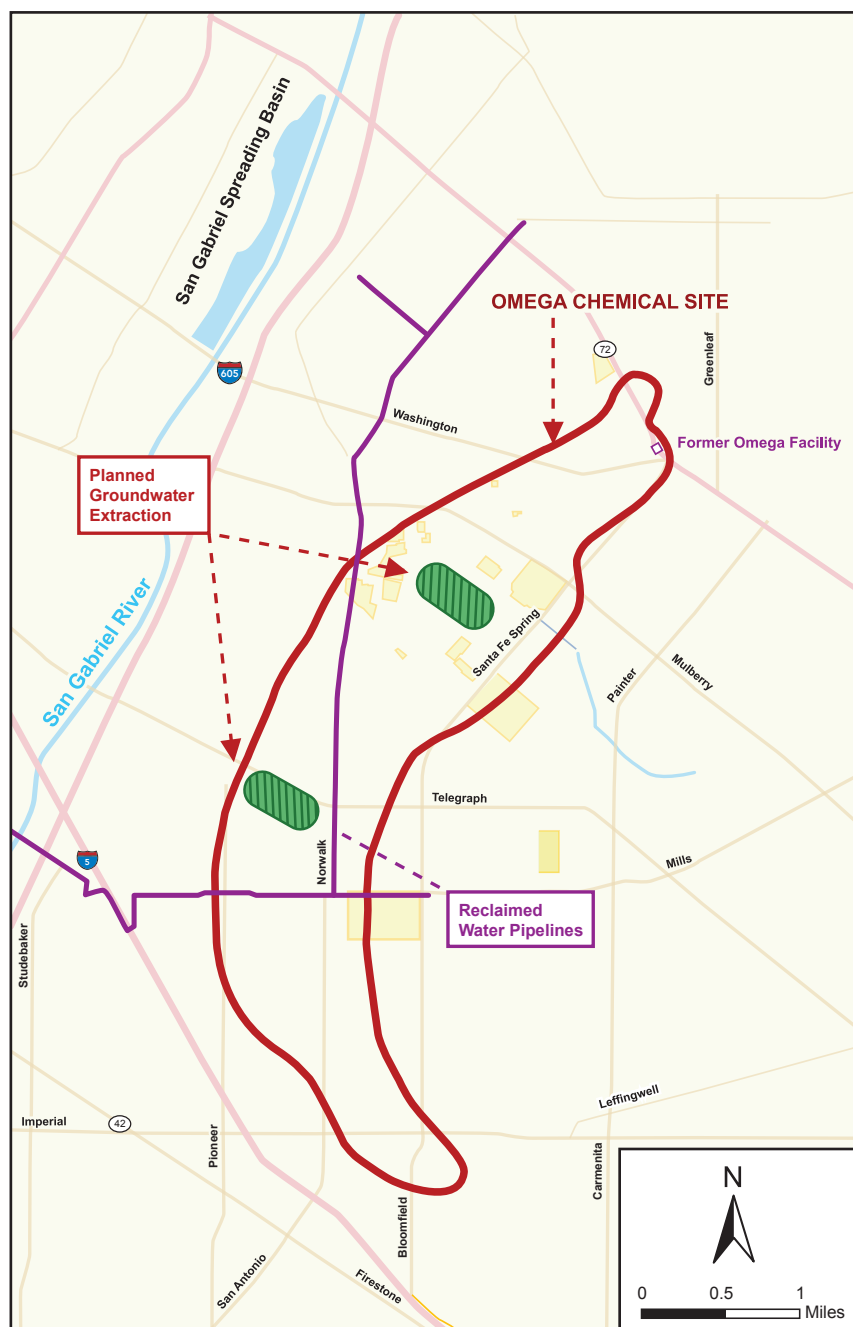 San Gabriel Spreading Basin
OMEGA CHEMICAL SITE
72
Greenleaf
605
Washington
Former Omega Facility
Planned
Groundwater
Extraction
San Gabriel River
Santa Fe Spring
Painter
Mulberry
Telegraph
5
Norwalk
Mills
Reclaimed
Water Pipelines
Studebaker
Leffingwell
Imperial
42
Pioneer
Carmenita
Bloomfield
San Antonio
Firestone
N
0 0.5 1
Miles